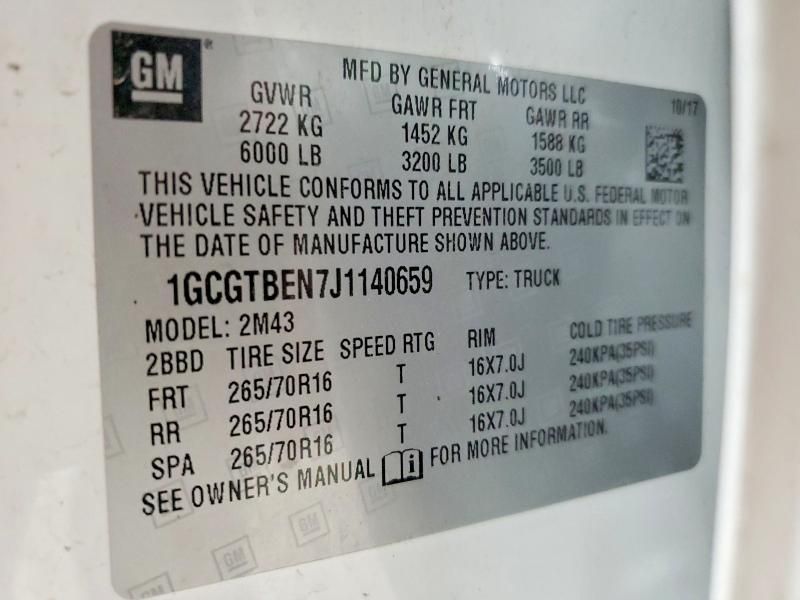 GM
MFD BY GENERAL MOTORS LLC
10/17
GVWR GAWR FRT GAWR RR
2722 KG 1452 KG 1588 KG
6000 LB 3200 LB 3500 LB
THIS VEHICLE CONFORMS TO ALL APPLICABLE U.S. FEDERAL MOTOR
VEHICLE SAFETY AND THEFT PREVENTION STANDARDS IN EFFECT ON
THE DATE OF MANUFACTURE SHOWN ABOVE.
1GCGTBEN7J1140659 TYPE: TRUCK
MODEL: 2M43
2BBD TIRE SIZE SPEED RTG RIM COLD TIRE PRESSURE
FRT 265/70R16 T 16X7.0J 240KPA(35PSI)
RR 265/70R16 T 16X7.0J 240KPA(35PSI)
SPA 265/70R16 T 16X7.0J 240KPA(35PSI)
SEE OWNER'S MANUAL i FOR MORE INFORMATION.